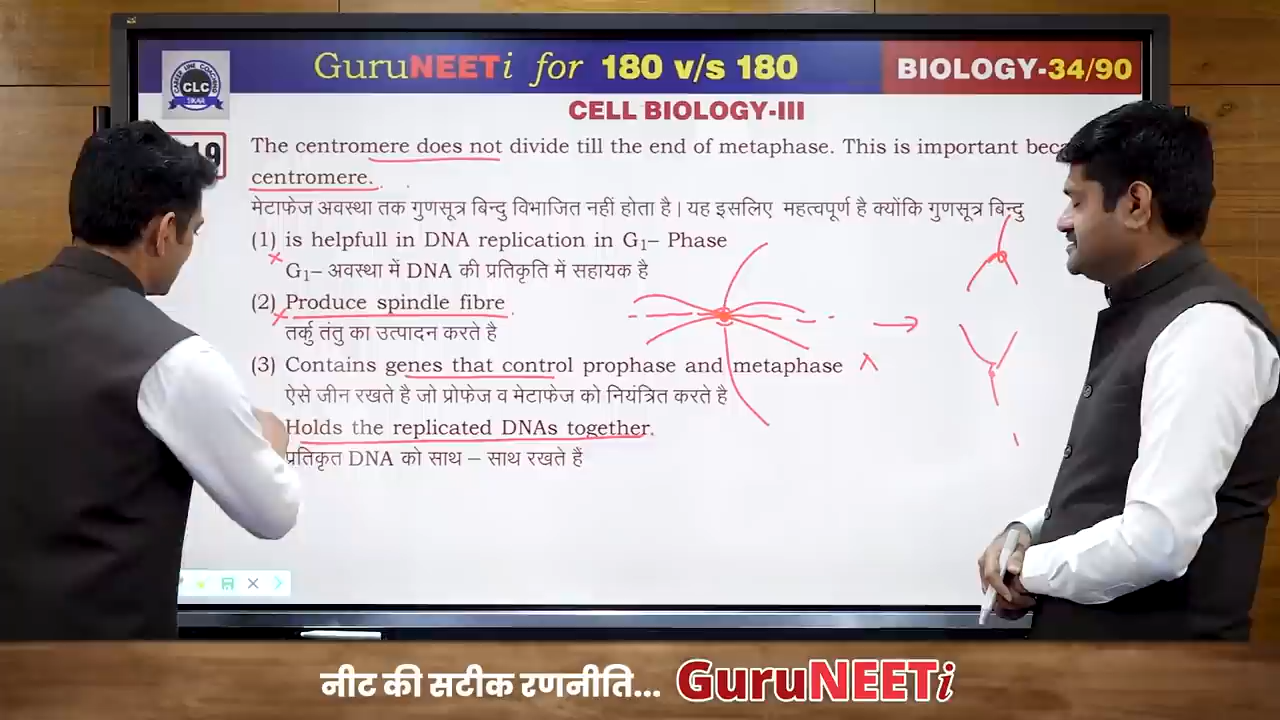 GuruNEETi for 180 v/s 180
BIOLOGY-34/90
CLC
SIKAR
CELL BIOLOGY-III
19
The centromere does not divide till the end of metaphase. This is important
centromere.
मेटाफेज अवस्था तक गुणसूत्र बिन्दु विभाजित नहीं होता है। यह इसलिए महत्वपूर्ण है क्योंकि गुणसूत्र बिन्दु
(1) is helpfull in DNA replication in G1– Phase
G1– अवस्था में DNA की प्रतिकृति में सहायक है
(2) Produce spindle fibre
तर्कु तंतु का उत्पादन करते है
(3) Contains genes that control prophase and metaphase
ऐसे जीन रखते है जो प्रोफेज व मेटाफेज को नियंत्रित करते है
Holds the replicated DNAs together.
प्रतिकृत DNA को साथ – साथ रखते हैं
नीट की सटीक रणनीति... GuruNEETi